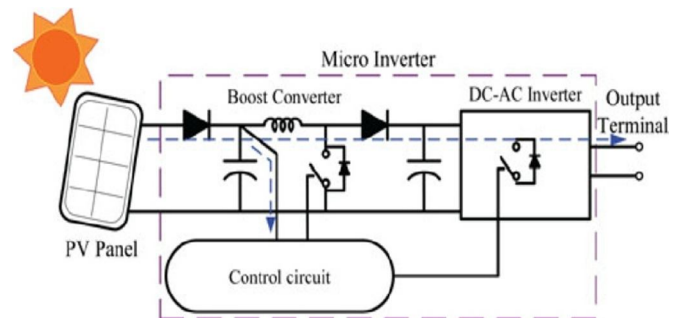 Micro Inverter
Boost Converter
DC-AC Inverter
Output
Terminal
PV Panel
Control circuit